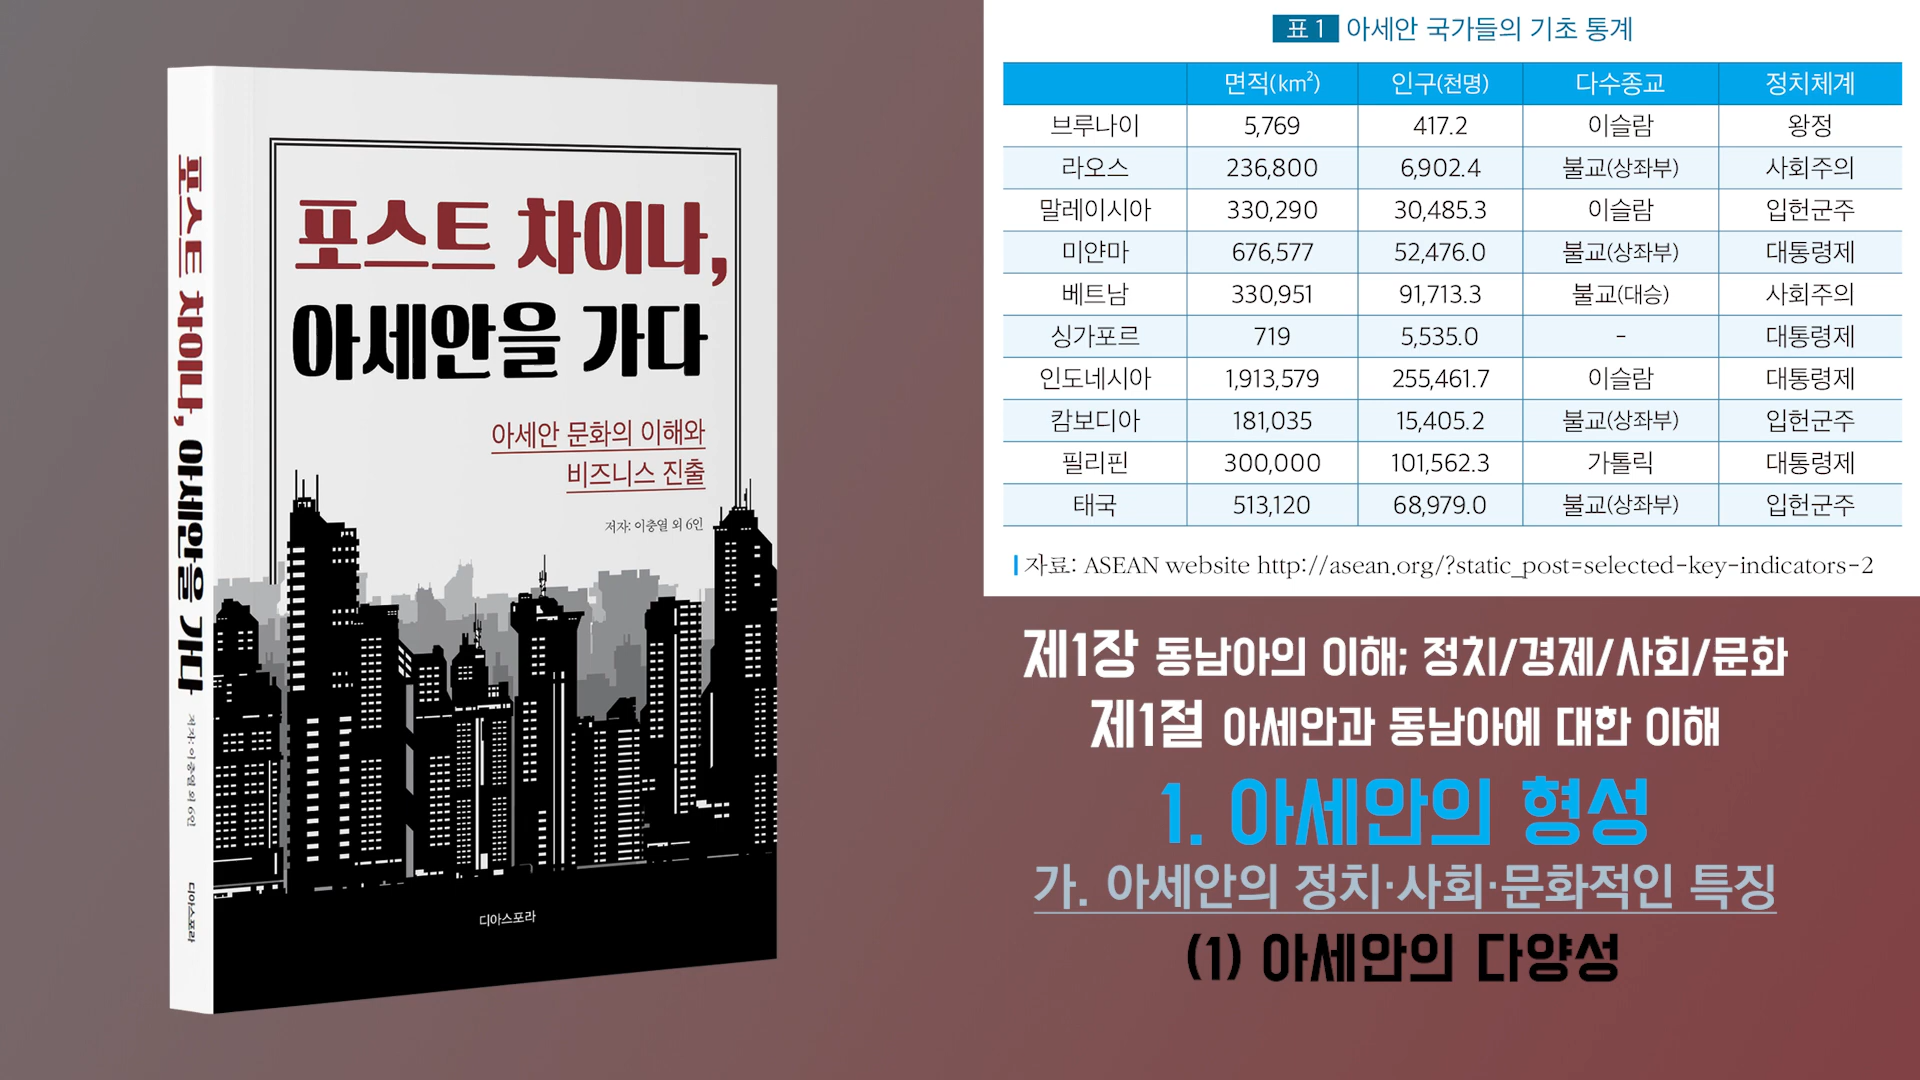 포스트 차이나, 아세안을 가다
저자: 이충열 외 6인
디아스포라
포스트 차이나,
아세안을 가다
아세안 문화의 이해와
비즈니스 진출
저자: 이충열 외 6인
디아스포라
표 1 아세안 국가들의 기초 통계
면적(km²) 인구(천명) 다수종교 정치체계
브루나이 5,769 417.2 이슬람 왕정
라오스 236,800 6,902.4 불교(상좌부) 사회주의
말레이시아 330,290 30,485.3 이슬람 입헌군주
미얀마 676,577 52,476.0 불교(상좌부) 대통령제
베트남 330,951 91,713.3 불교(대승) 사회주의
싱가포르 719 5,535.0 - 대통령제
인도네시아 1,913,579 255,461.7 이슬람 대통령제
캄보디아 181,035 15,405.2 불교(상좌부) 입헌군주
필리핀 300,000 101,562.3 가톨릭 대통령제
태국 513,120 68,979.0 불교(상좌부) 입헌군주
자료: ASEAN website http://asean.org/?static_post=selected-key-indicators-2
제1장 동남아의 이해; 정치/경제/사회/문화
제1절 아세안과 동남아에 대한 이해
1. 아세안의 형성
가. 아세안의 정치·사회·문화적인 특징
(1) 아세안의 다양성